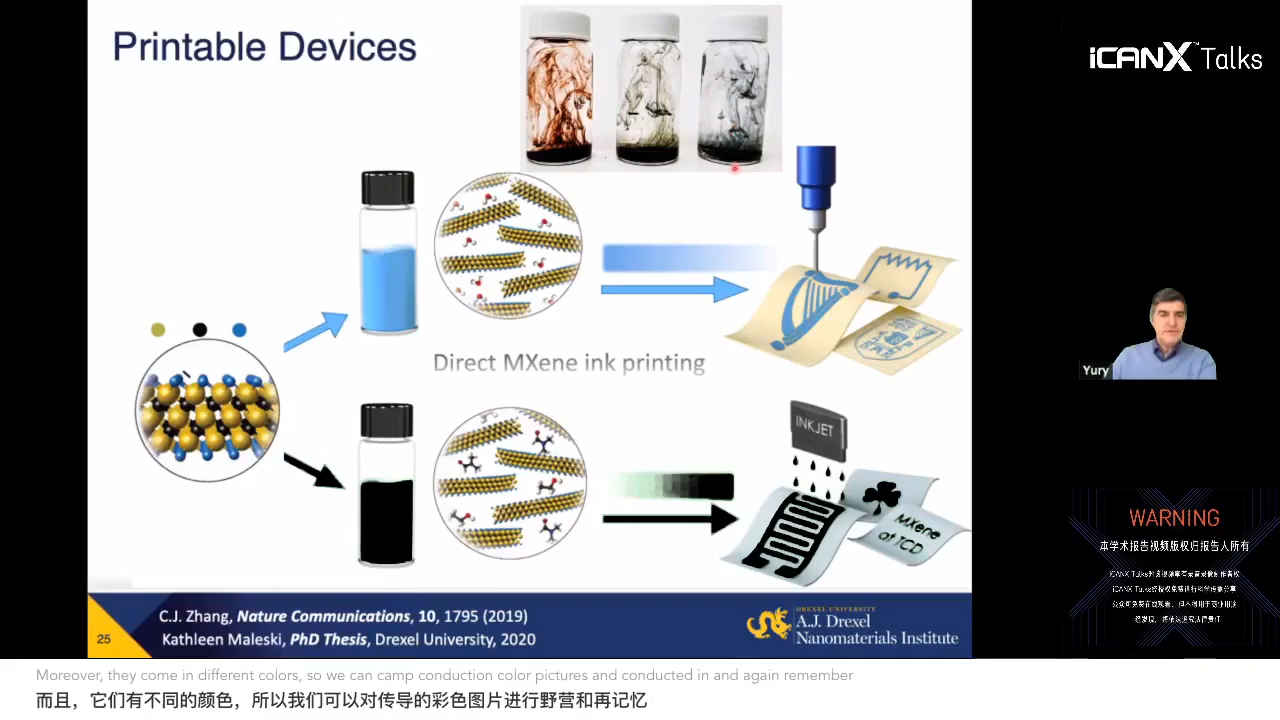 Printable Devices
iCANX Talks
Direct MXene ink printing
INKJET
MXene
at TCD
Yury
WARNING
本学术报告视频版权归报告人所有
25
C.J. Zhang, Nature Communications, 10, 1795 (2019)
Kathleen Maleski, PhD Thesis, Drexel University, 2020
DREXEL UNIVERSITY
A.J. Drexel
Nanomaterials Institute
Moreover, they come in different colors, so we can camp conduction color pictures and conducted in and again remember
而且，它们有不同的颜色，所以我们可以对传导的彩色图片进行野营和再记忆